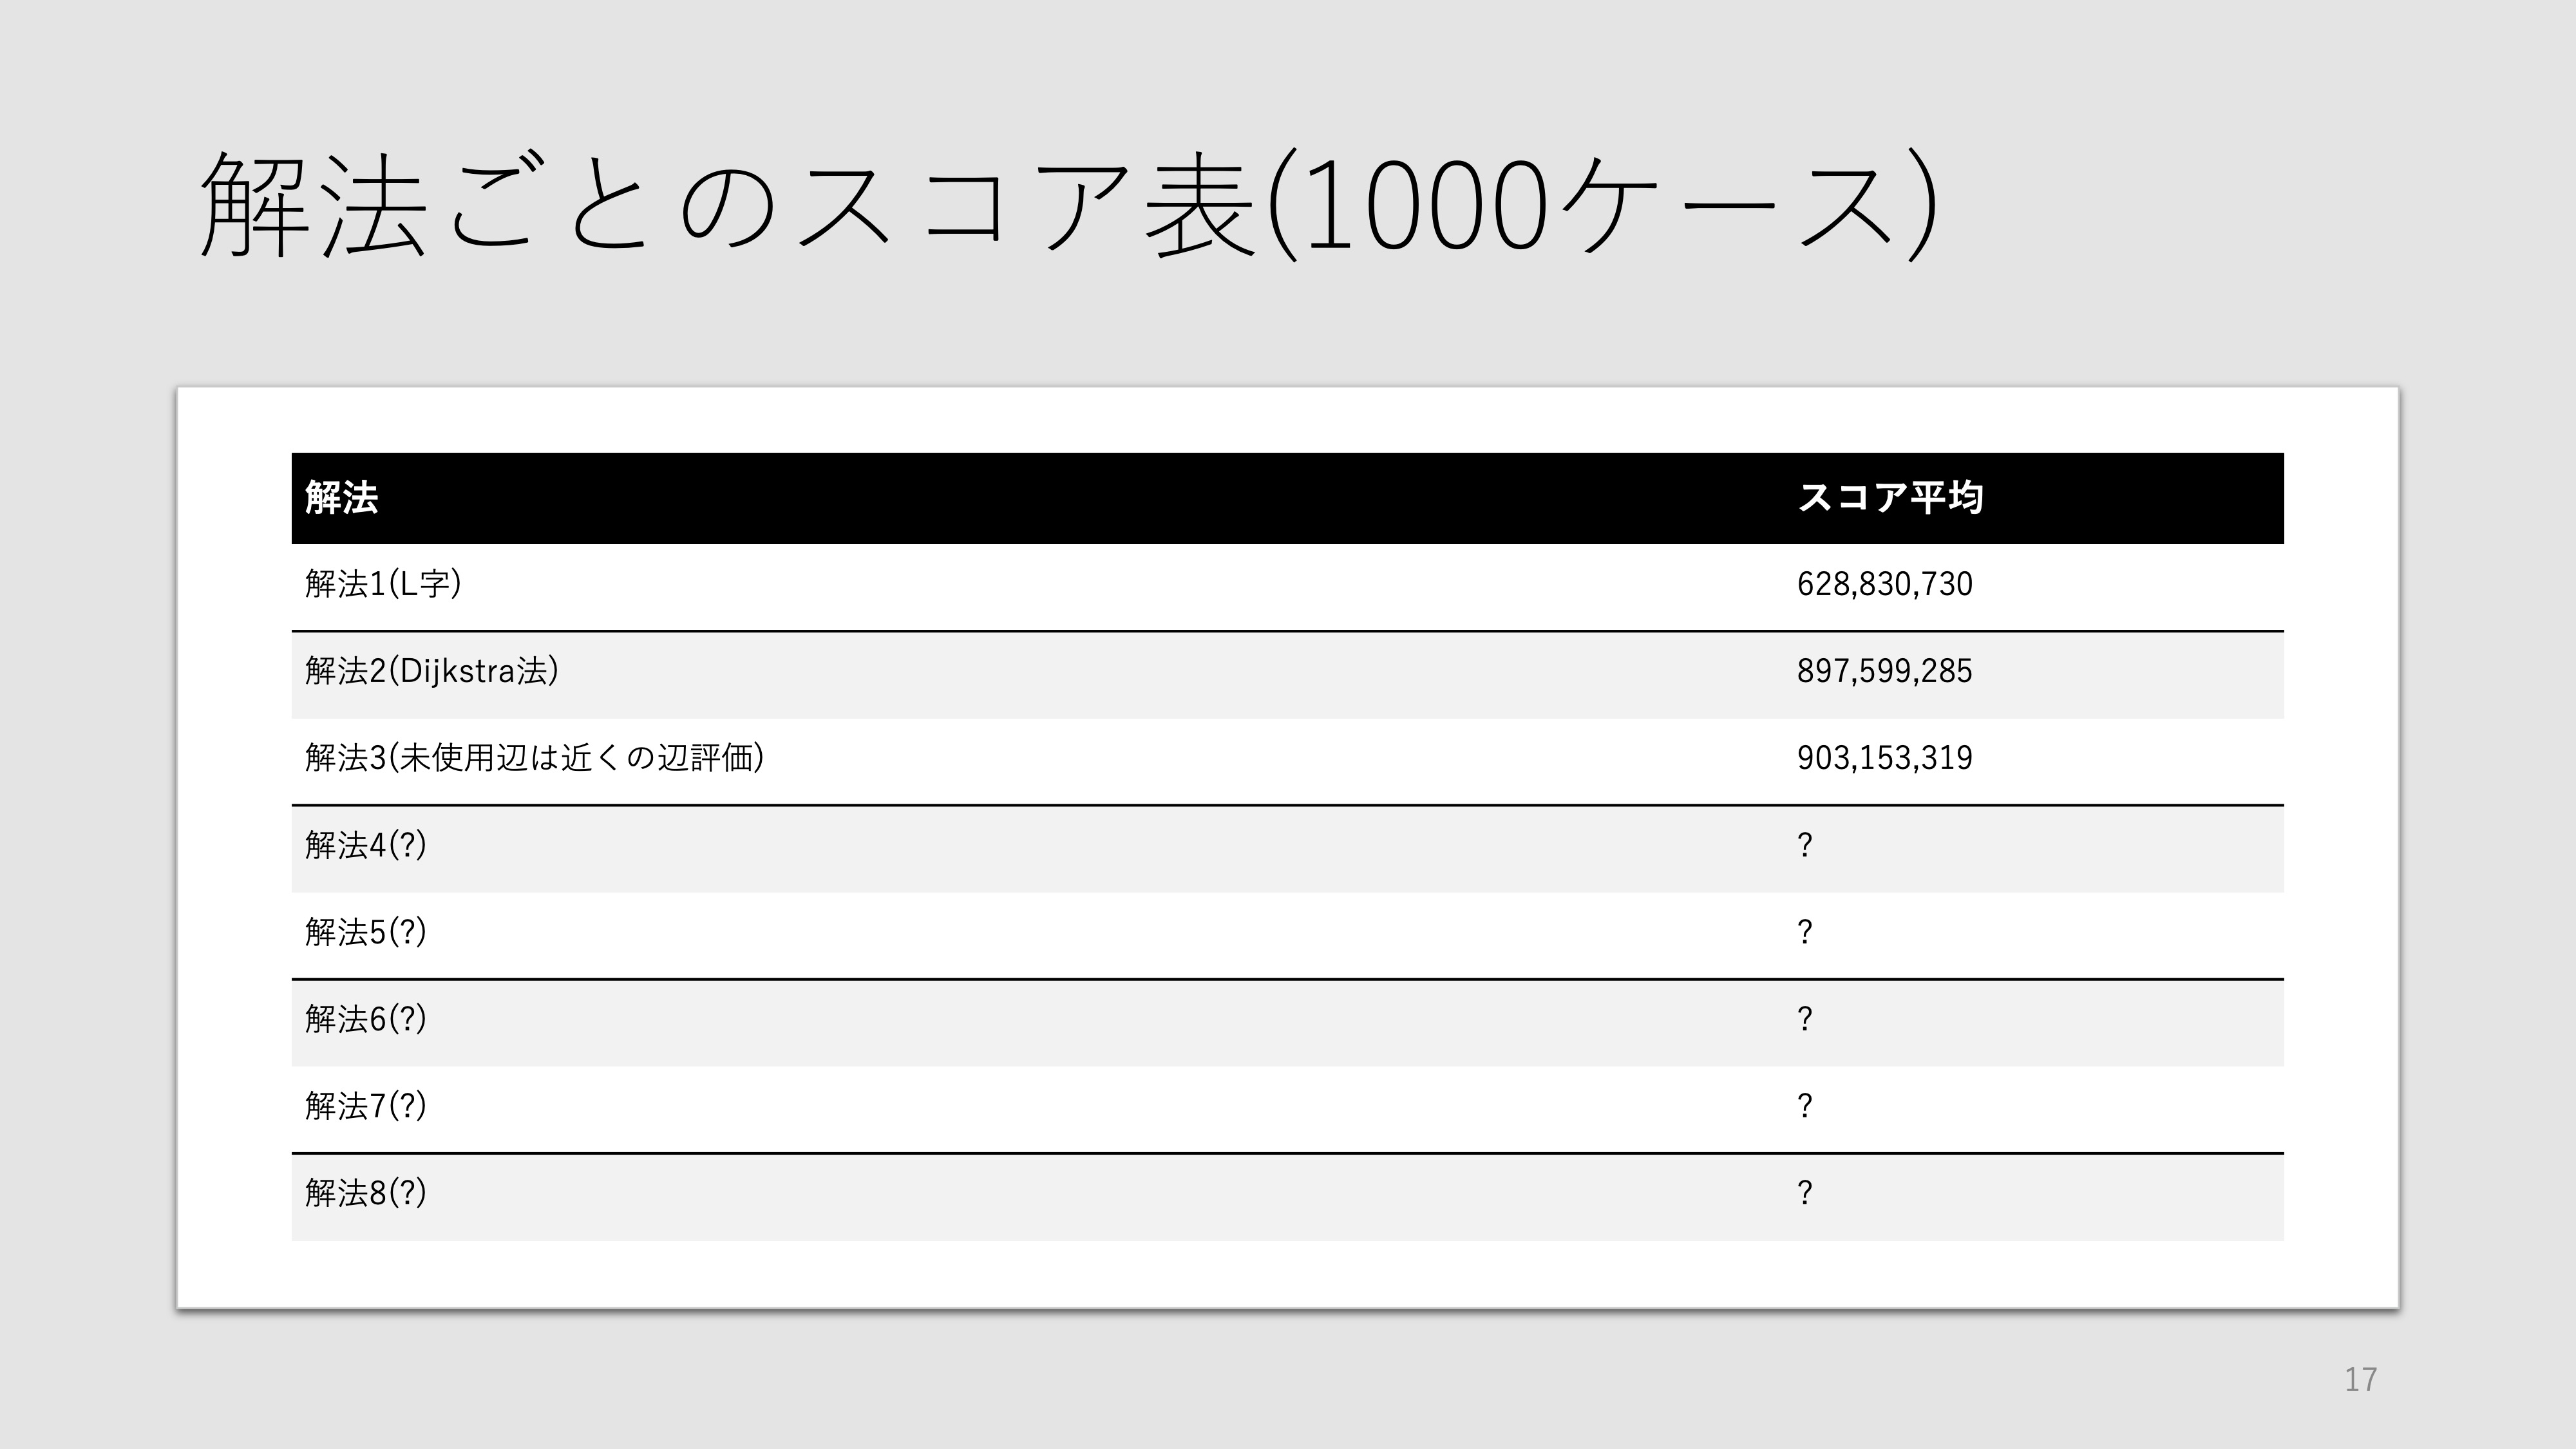 解法ごとのスコア表(1000ケース)
解法 スコア平均
解法1(L字) 628,830,730
解法2(Dijkstra法) 897,599,285
解法3(未使用辺は近くの辺評価) 903,153,319
解法4(?) ?
解法5(?) ?
解法6(?) ?
解法7(?) ?
解法8(?) ?
17